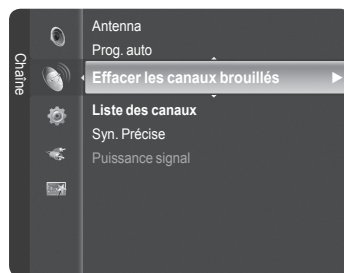 Chaîne
Antenna
Prog. auto
Effacer les canaux brouillés
Liste des canaux
Syn. Précise
Puissance signal